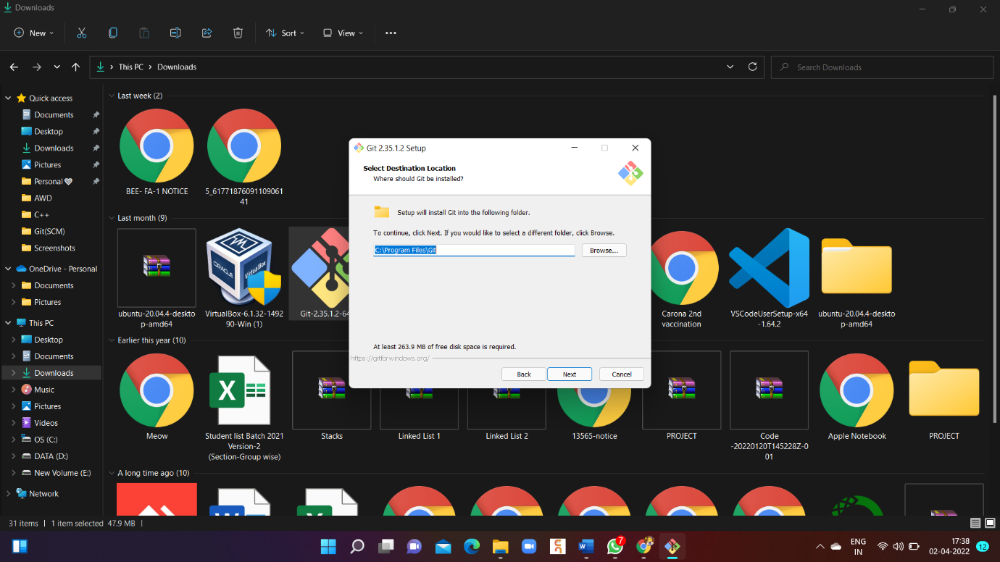 Downloads
New
Sort
View
This PC > Downloads
Search Downloads
Quick access
Documents
Desktop
Downloads
Pictures
Personal
AWD
C++
Git(SCM)
Screenshots
OneDrive - Personal
Documents
Pictures
This PC
Desktop
Documents
Downloads
Music
Pictures
Videos
OS (C:)
DATA (D:)
New Volume (E:)
Network
Last week (2)
BEE- FA-1 NOTICE
5_61771876091109061
41
Last month (9)
ubuntu-20.04.4-deskto
p-amd64
ORACLE
VirtualBox
VirtualBox-6.1.32-1492
90-Win (1)
Git-2.35.1.2-64
Carona 2nd
vaccination
VSCodeUserSetup-x64
-1.64.2
ubuntu-20.04.4-deskto
p-amd64
Earlier this year (10)
Meow
Student list Batch 2021
Version-2
(Section-Group wise)
Stacks
Linked List 1
Linked List 2
13565-notice
PROJECT
Code
-20220120T145228Z-0
01
Apple Notebook
PROJECT
A long time ago (10)
Git 2.35.1.2 Setup
Select Destination Location
Where should Git be installed?
Setup will install Git into the following folder.
To continue, click Next. If you would like to select a different folder, click Browse.
C:\Program Files\Git
Browse...
At least 263.9 MB of free disk space is required.
https://gitforwindows.org/
Back
Next
Cancel
31 items
1 item selected 47.9 MB
7
ENG
IN
17:38
02-04-2022
12